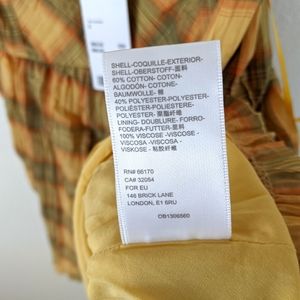 SHELL-COQUILLE-EXTERIOR-
SHELL-OBERSTOFF-面料
60% COTTON- COTON-
ALGODÓN- COTONE-
BAUMWOLLE- 棉
40% POLYESTER-POLYESTER-
POLIÉSTER-POLIESTERE-
POLYESTER- 聚酯纤维
LINING- DOUBLURE- FORRO-
FODERA-FUTTER-里料
100% VISCOSE -VISCOSE-
VISCOSA -VISCOSA -
VISKOSE - 粘胶纤维
RN# 66170
CA# 32054
FOR EU
146 BRICK LANE
LONDON, E1 6RU
OB1306560